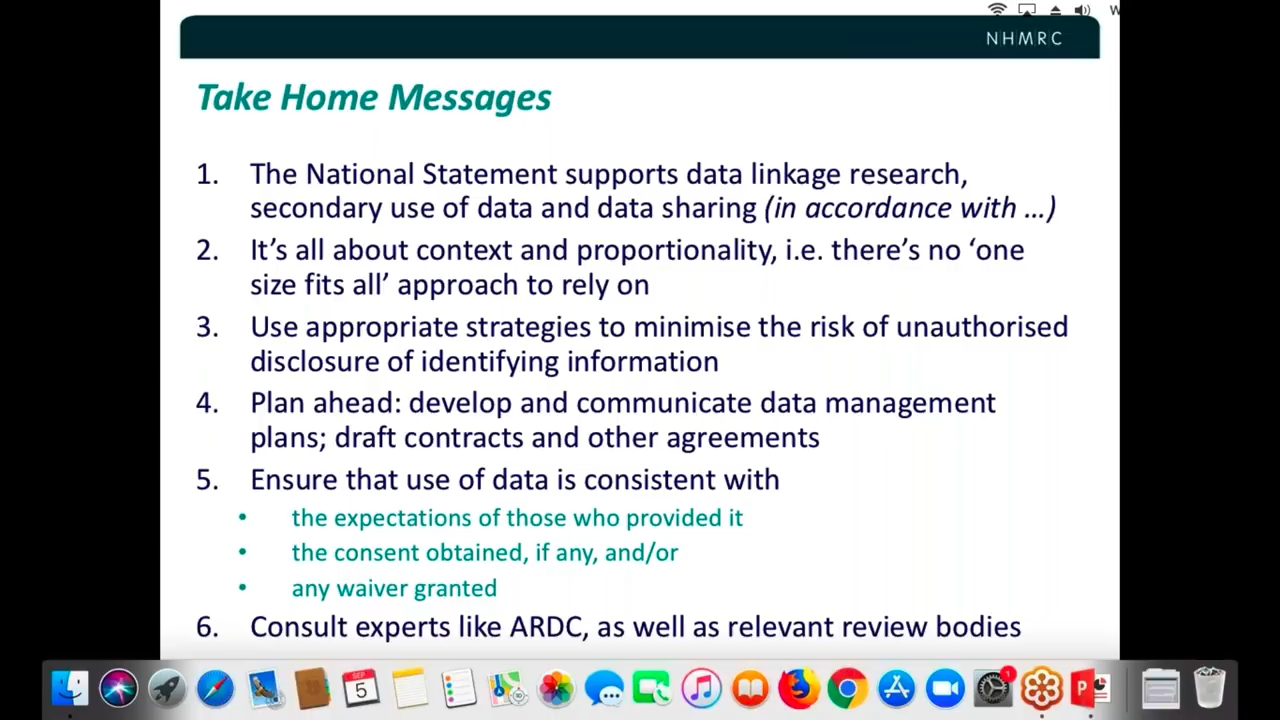 W
NHMRC
Take Home Messages
1. The National Statement supports data linkage research,
secondary use of data and data sharing (in accordance with …)
2. It's all about context and proportionality, i.e. there's no 'one
size fits all' approach to rely on
3. Use appropriate strategies to minimise the risk of unauthorised
disclosure of identifying information
4. Plan ahead: develop and communicate data management
plans; draft contracts and other agreements
5. Ensure that use of data is consistent with
• the expectations of those who provided it
• the consent obtained, if any, and/or
• any waiver granted
6. Consult experts like ARDC, as well as relevant review bodies
SEP
5
1
P